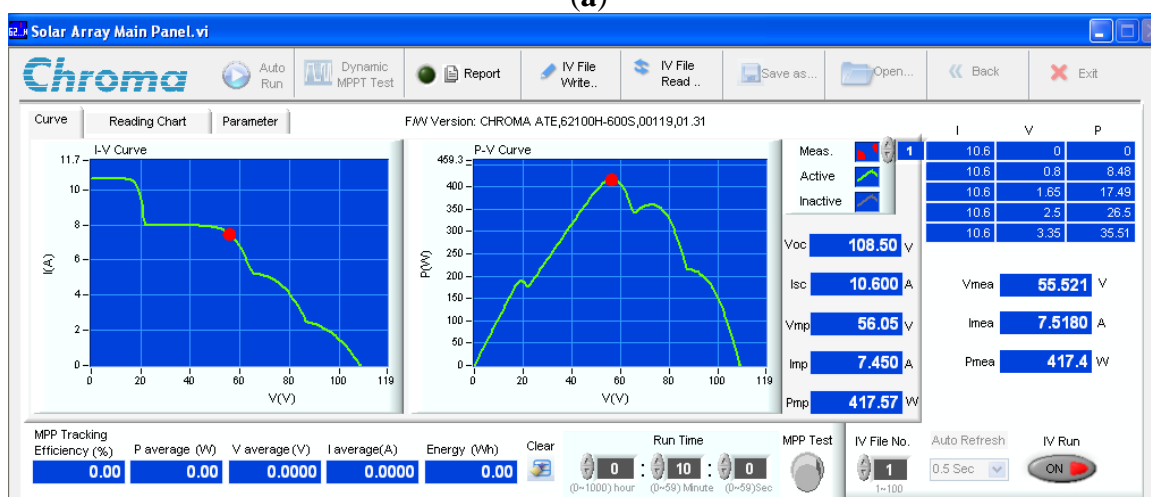 (a)
Solar Array Main Panel.vi
Chroma
Auto Run
Dynamic MPPT Test
Report
IV File Write..
IV File Read ..
Save as...
Open...
Back
Exit
Curve Reading Chart Parameter
F/W Version: CHROMA ATE,62100H-600S,00119,01.31
I-V Curve
11.7
10
8
6
4
2
0
I(A)
0 20 40 60 80 100 119
V(V)
P-V Curve
469.3
400
350
300
250
200
150
100
50
0
P(W)
0 20 40 60 80 100 119
V(V)
Meas. 1
Active
Inactive
Voc 108.50 V
Isc 10.600 A
Vmp 56.05 V
Imp 7.450 A
Pmp 417.57 W
I V P
10.6 0 0
10.6 0.8 8.48
10.6 1.65 17.49
10.6 2.5 26.5
10.6 3.35 35.51
Vmea 55.521 V
Imea 7.5180 A
Pmea 417.4 W
MPP Tracking
Efficiency (%) P average (W) V average (V) I average(A) Energy (Wh) Clear
0.00 0.00 0.0000 0.0000 0.00
Run Time
0 : 10 : 0
(0~1000) hour (0~59) Minute (0~59)Sec
MPP Test
IV File No.
1
1~100
Auto Refresh
0.5 Sec
IV Run
ON